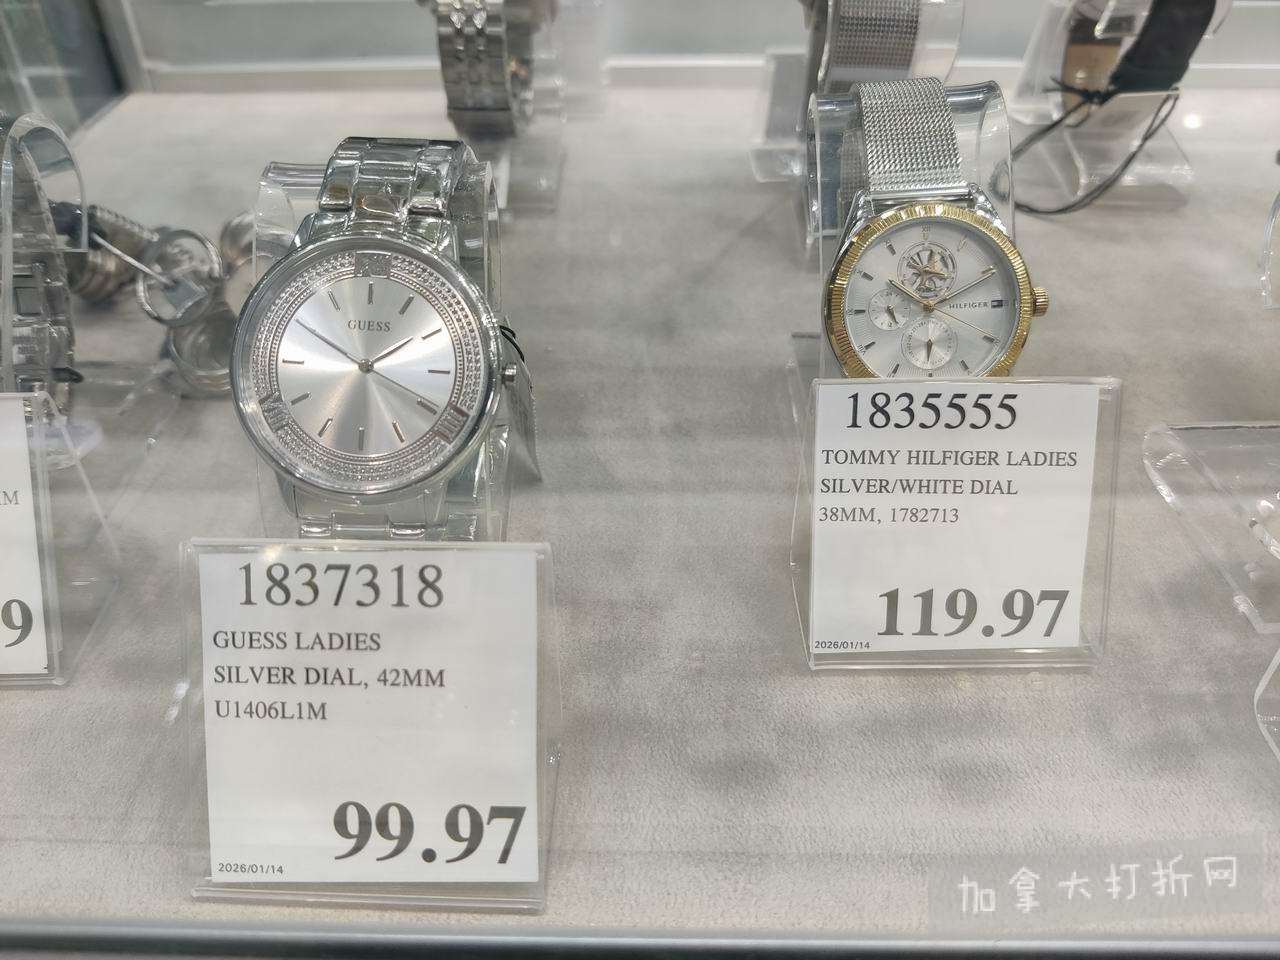 GUESS
HILFIGER
1837318
GUESS LADIES
SILVER DIAL, 42MM
U1406L1M
99.97
2026/01/14
1835555
TOMMY HILFIGER LADIES
SILVER/WHITE DIAL
38MM, 1782713
119.97
2026/01/14
M
9
加拿大打折网